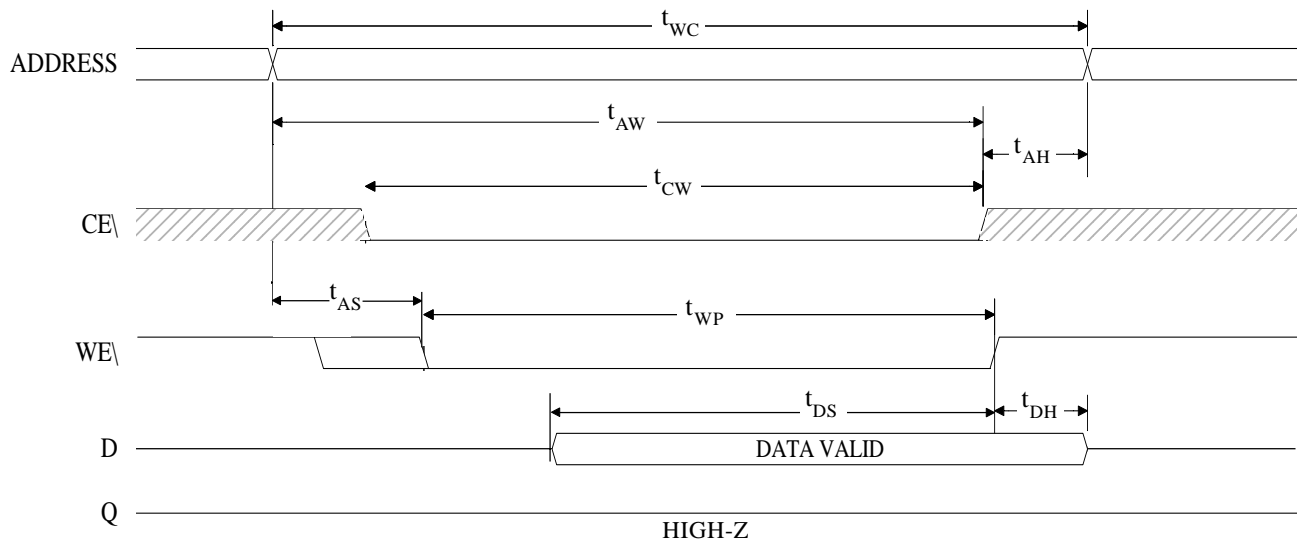 tWC
ADDRESS
tAW
tAH
tCW
CE\
tAS
tWP
WE\
tDS
tDH
D
DATA VALID
Q
HIGH-Z